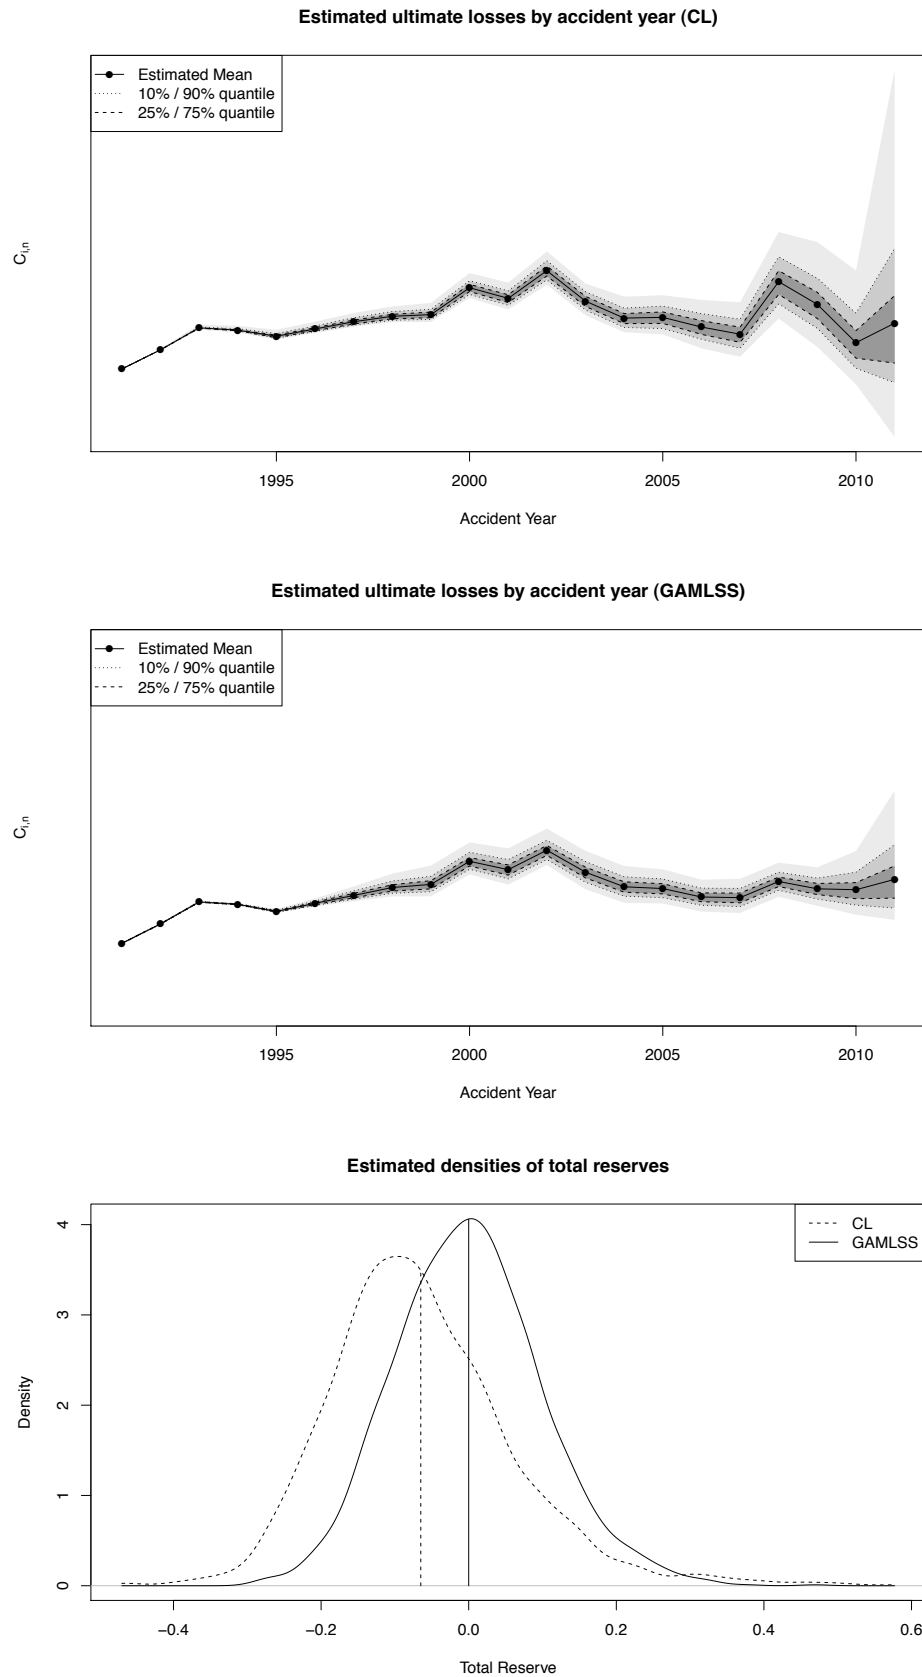 Estimated ultimate losses by accident year (CL)
Estimated Mean
10% / 90% quantile
25% / 75% quantile
C_{i,n}
1995 2000 2005 2010
Accident Year
Estimated ultimate losses by accident year (GAMLSS)
Estimated Mean
10% / 90% quantile
25% / 75% quantile
C_{i,n}
1995 2000 2005 2010
Accident Year
Estimated densities of total reserves
CL
GAMLSS
4
3
2
1
0
Density
−0.4 −0.2 0.0 0.2 0.4 0.6
Total Reserve